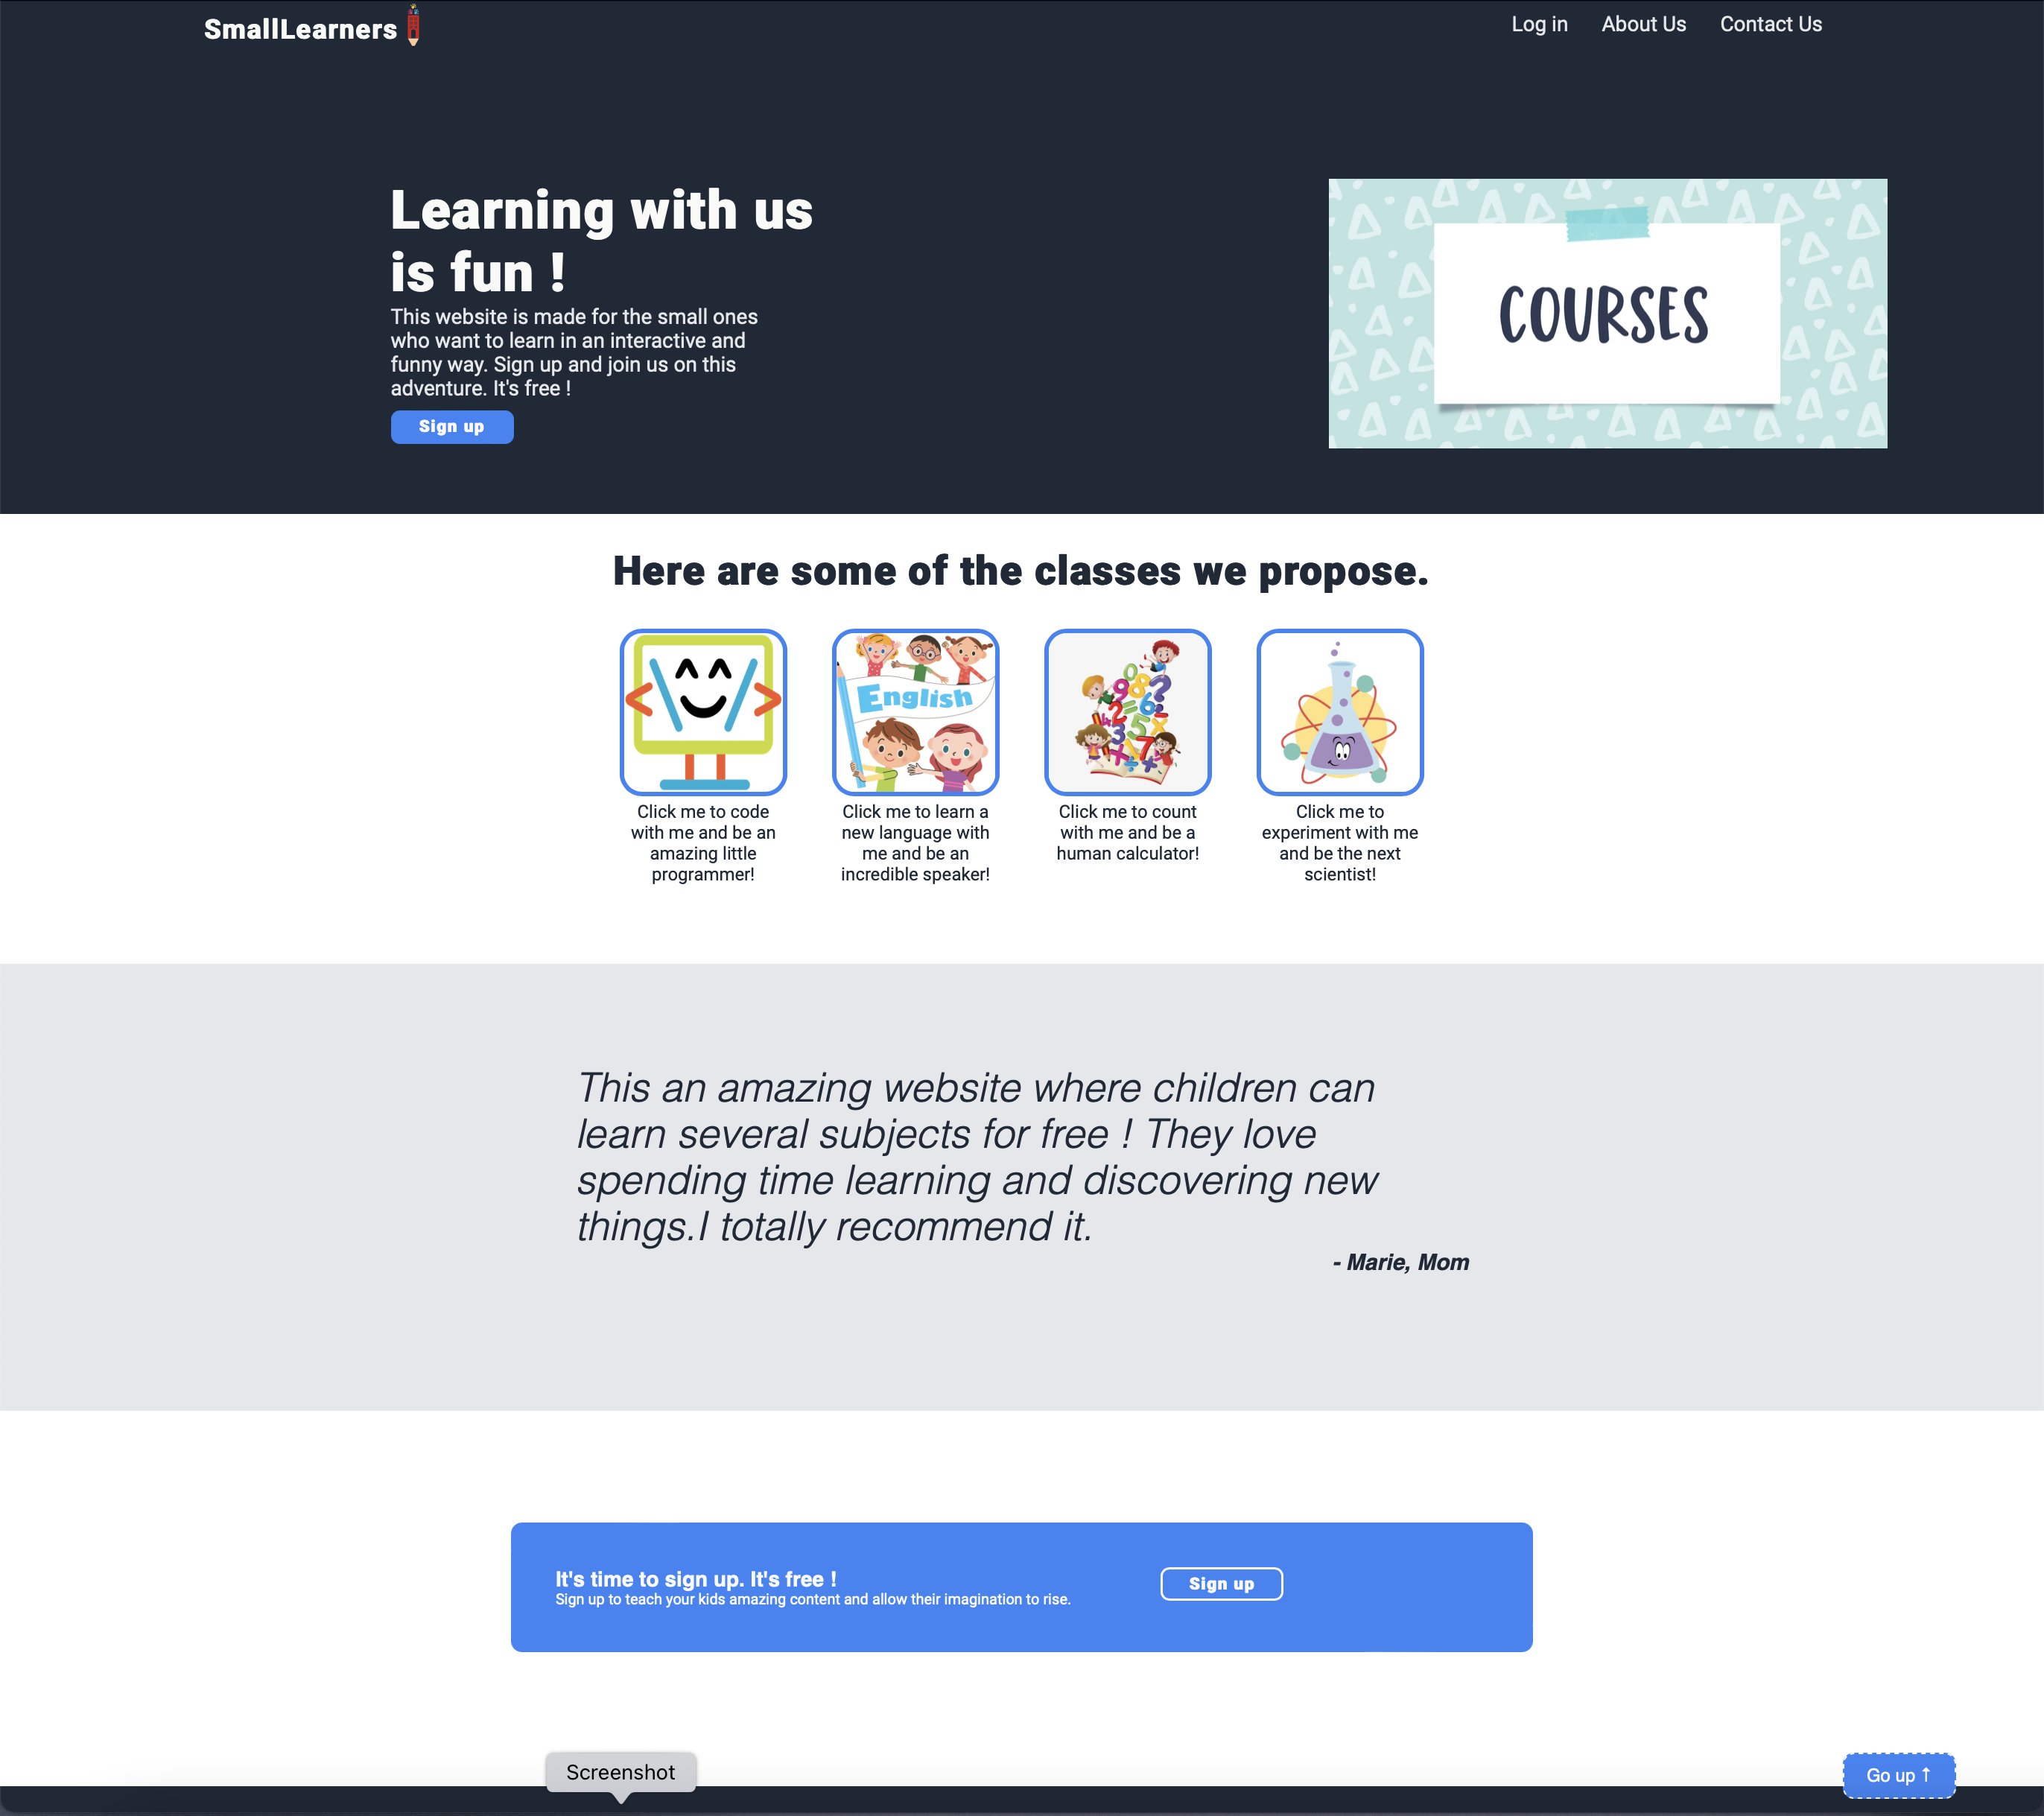 SmallLearners
Log in
About Us
Contact Us
Learning with us
is fun !
This website is made for the small ones
who want to learn in an interactive and
funny way. Sign up and join us on this
adventure. It's free !
Sign up
COURSES
Here are some of the classes we propose.
English
Click me to code
with me and be an
amazing little
programmer!
Click me to learn a
new language with
me and be an
incredible speaker!
Click me to count
with me and be a
human calculator!
Click me to
experiment with me
and be the next
scientist!
This an amazing website where children can
learn several subjects for free ! They love
spending time learning and discovering new
things.I totally recommend it.
- Marie, Mom
It's time to sign up. It's free !
Sign up to teach your kids amazing content and allow their imagination to rise.
Sign up
Screenshot
Go up ↑